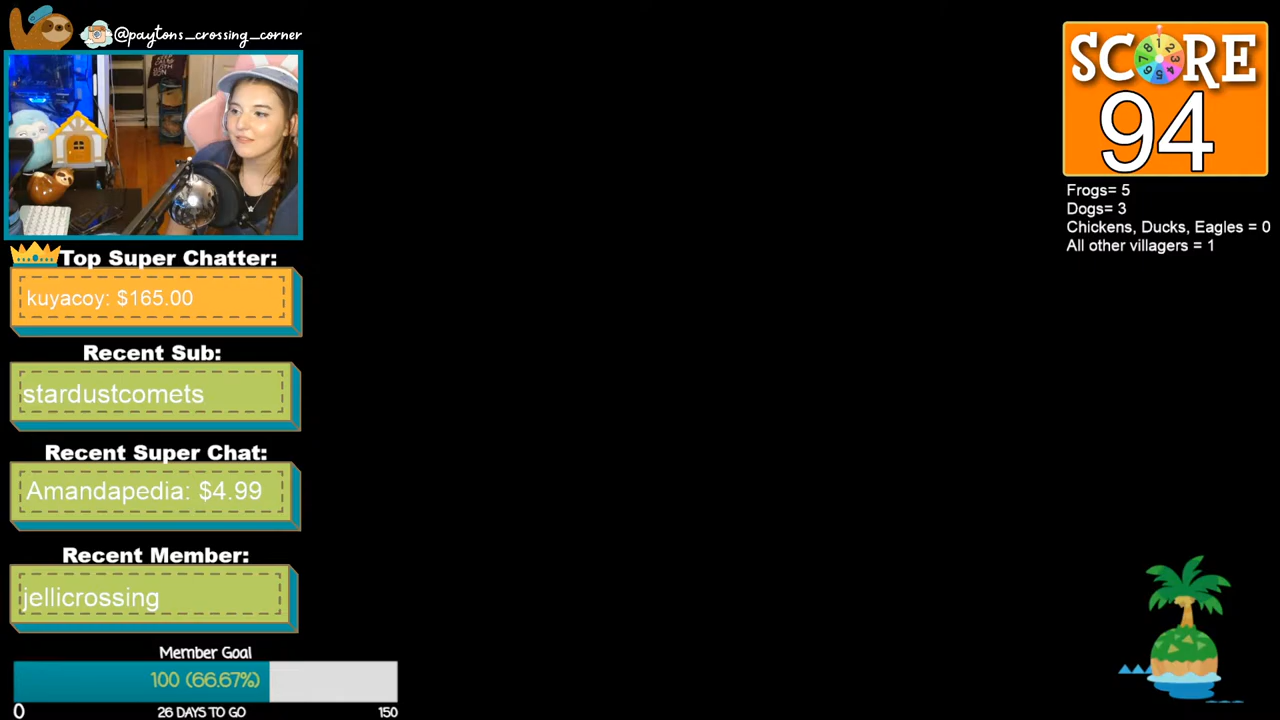 @paytons_crossing_corner
Top Super Chatter:
kuyacoy: $165.00
Recent Sub:
stardustcomets
Recent Super Chat:
Amandapedia: $4.99
Recent Member:
jellicrossing
Member Goal
100 (66.67%)
0
26 DAYS TO GO
150
SCORE
94
Frogs= 5
Dogs= 3
Chickens, Ducks, Eagles = 0
All other villagers = 1